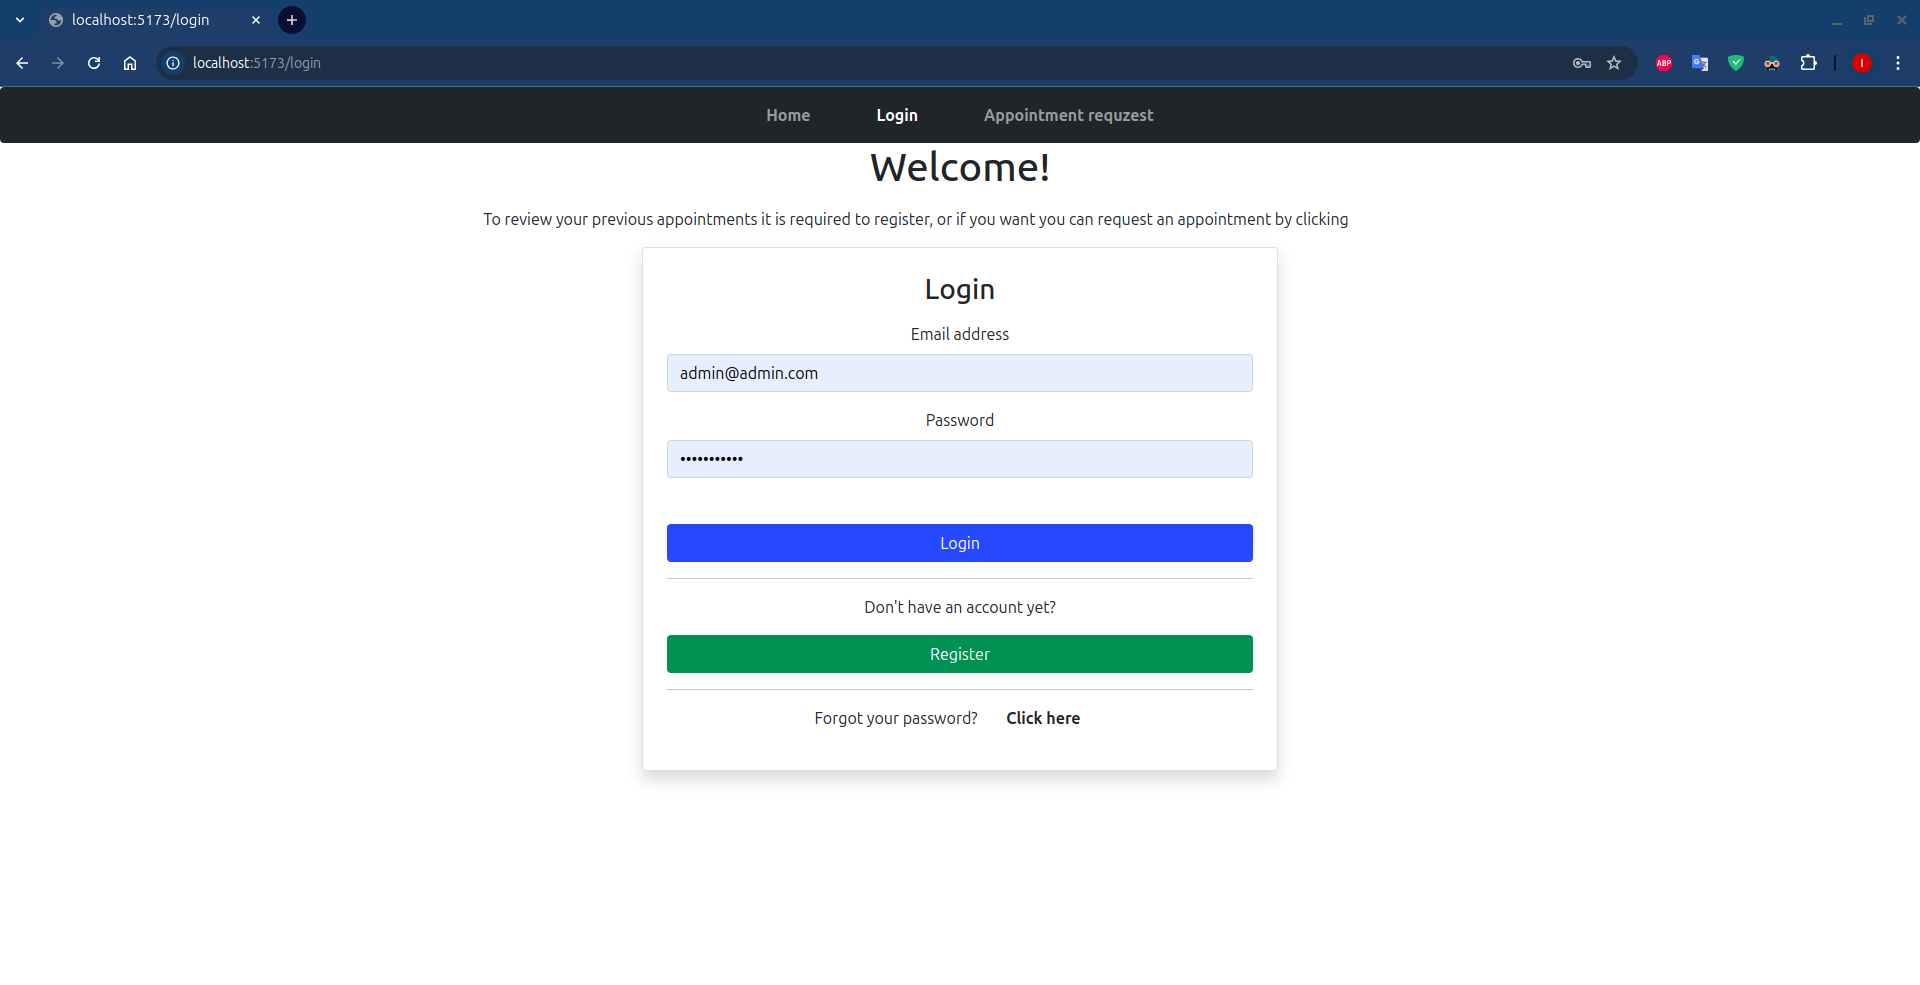 localhost:5173/login
localhost:5173/login
ABP
G
I
Home Login Appointment requzest
Welcome!
To review your previous appointments it is required to register, or if you want you can request an appointment by clicking
Login
Email address
admin@admin.com
Password
•••••••••••
Login
Don't have an account yet?
Register
Forgot your password? Click here